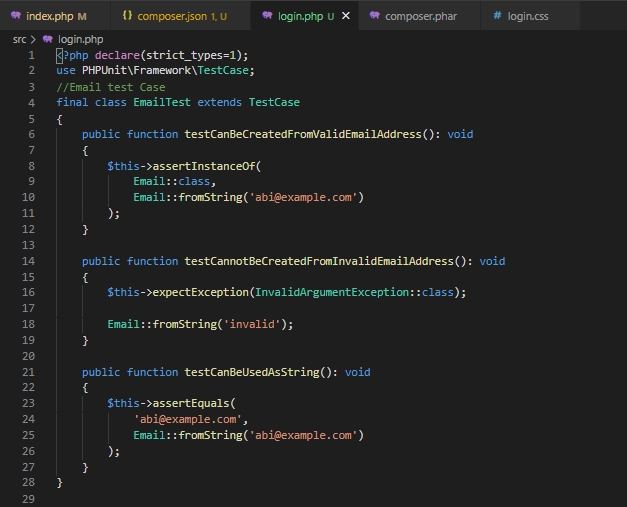 index.php M composer.json 1, U login.php U composer.phar # login.css
src > login.php
1 <?php declare(strict_types=1);
2 use PHPUnit\Framework\TestCase;
3 //Email test Case
4 final class EmailTest extends TestCase
5 {
6     public function testCanBeCreatedFromValidEmailAddress(): void
7     {
8         $this->assertInstanceOf(
9             Email::class,
10             Email::fromString('abi@example.com')
11         );
12     }
13
14     public function testCannotBeCreatedFromInvalidEmailAddress(): void
15     {
16         $this->expectException(InvalidArgumentException::class);
17
18         Email::fromString('invalid');
19     }
20
21     public function testCanBeUsedAsString(): void
22     {
23         $this->assertEquals(
24             'abi@example.com',
25             Email::fromString('abi@example.com')
26         );
27     }
28 }
29